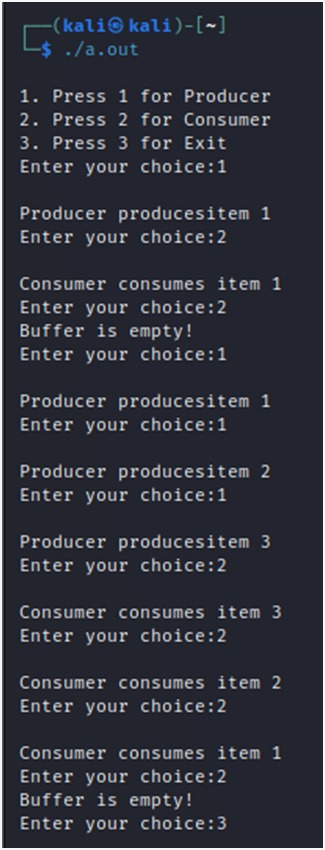 ┌──(kali㉿kali)-[~]
└─$ ./a.out
1. Press 1 for Producer
2. Press 2 for Consumer
3. Press 3 for Exit
Enter your choice:1
Producer producesitem 1
Enter your choice:2
Consumer consumes item 1
Enter your choice:2
Buffer is empty!
Enter your choice:1
Producer producesitem 1
Enter your choice:1
Producer producesitem 2
Enter your choice:1
Producer producesitem 3
Enter your choice:2
Consumer consumes item 3
Enter your choice:2
Consumer consumes item 2
Enter your choice:2
Consumer consumes item 1
Enter your choice:2
Buffer is empty!
Enter your choice:3